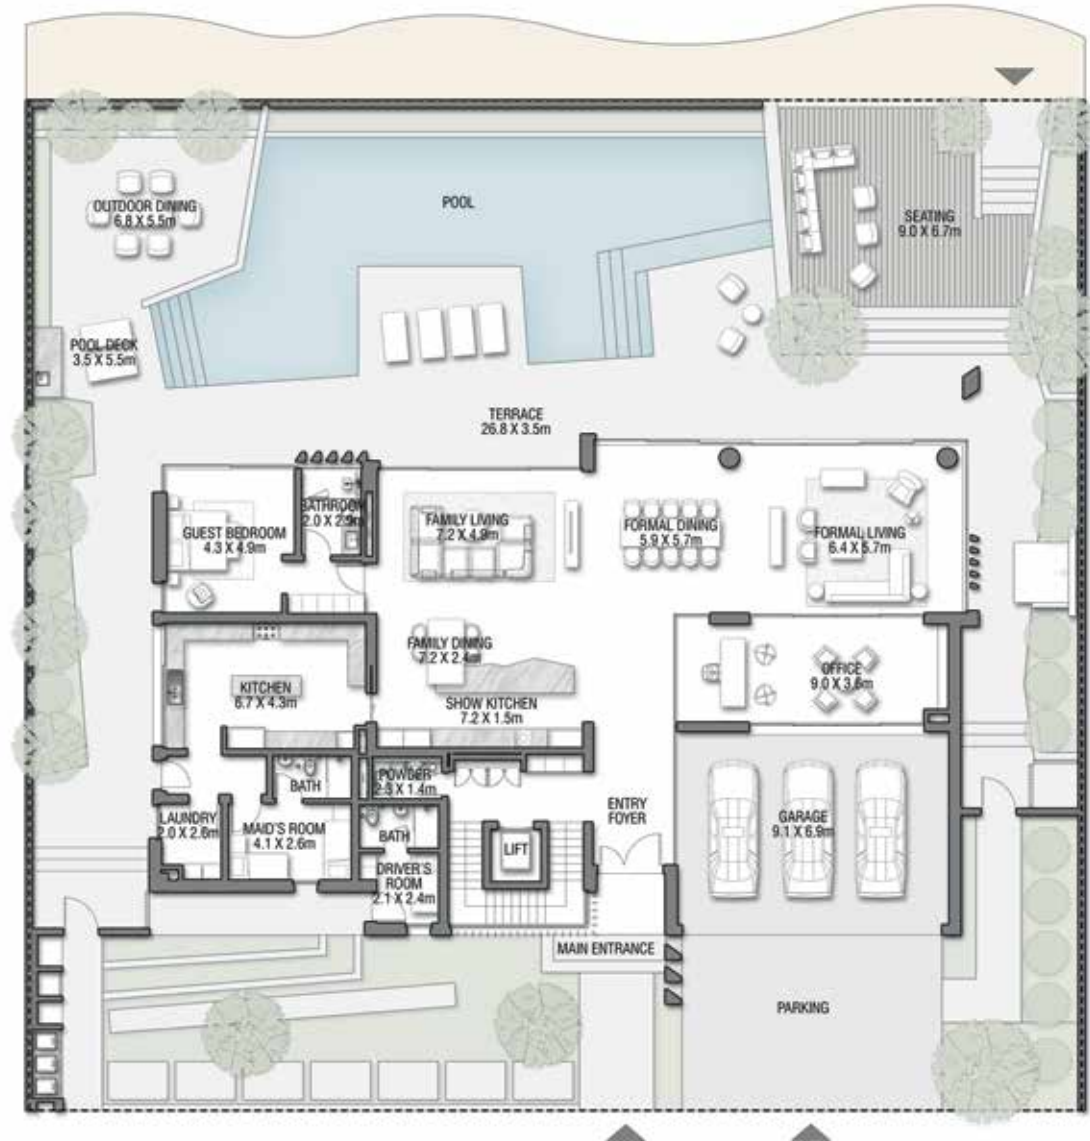 POOL
OUTDOOR DINING
6.8 X 5.5m
SEATING
9.0 X 6.7m
POOL DECK
3.5 X 5.5m
TERRACE
26.8 X 3.5m
BATHROOM
2.0 X 2.9m
GUEST BEDROOM
4.3 X 4.9m
FAMILY LIVING
7.2 X 4.9m
FORMAL DINING
5.9 X 5.7m
FORMAL LIVING
6.4 X 5.7m
FAMILY DINING
7.2 X 2.4m
OFFICE
9.0 X 3.6m
KITCHEN
6.7 X 4.3m
SHOW KITCHEN
7.2 X 1.5m
POWDER
2.3 X 1.4m
BATH
LAUNDRY
2.0 X 2.6m
MAID'S ROOM
4.1 X 2.6m
BATH
ENTRY
FOYER
GARAGE
9.1 X 6.9m
LIFT
DRIVER'S
ROOM
2.1 X 2.4m
MAIN ENTRANCE
PARKING